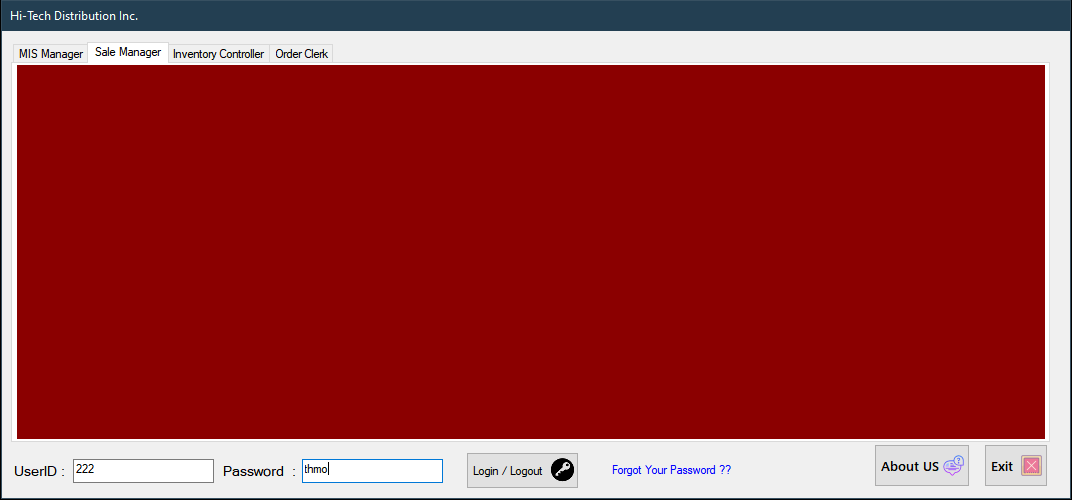 Hi-Tech Distribution Inc.
MIS Manager Sale Manager Inventory Controller Order Clerk
UserID : 222 Password : thmo Login / Logout Forgot Your Password ?? About US Exit